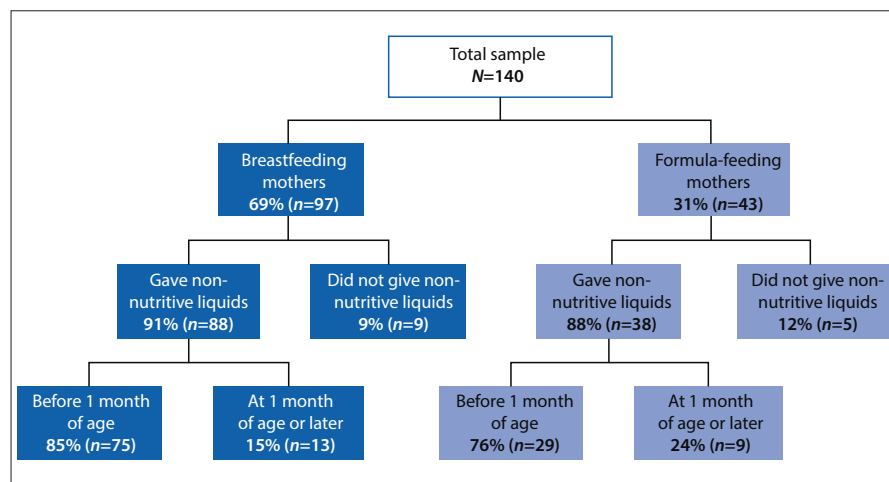 Total sample
N=140
Breastfeeding
mothers
69% (n=97)
Formula-feeding
mothers
31% (n=43)
Gave non-
nutritive liquids
91% (n=88)
Did not give non-
nutritive liquids
9% (n=9)
Gave non-
nutritive liquids
88% (n=38)
Did not give non-
nutritive liquids
12% (n=5)
Before 1 month
of age
85% (n=75)
At 1 month
of age or later
15% (n=13)
Before 1 month
of age
76% (n=29)
At 1 month
of age or later
24% (n=9)